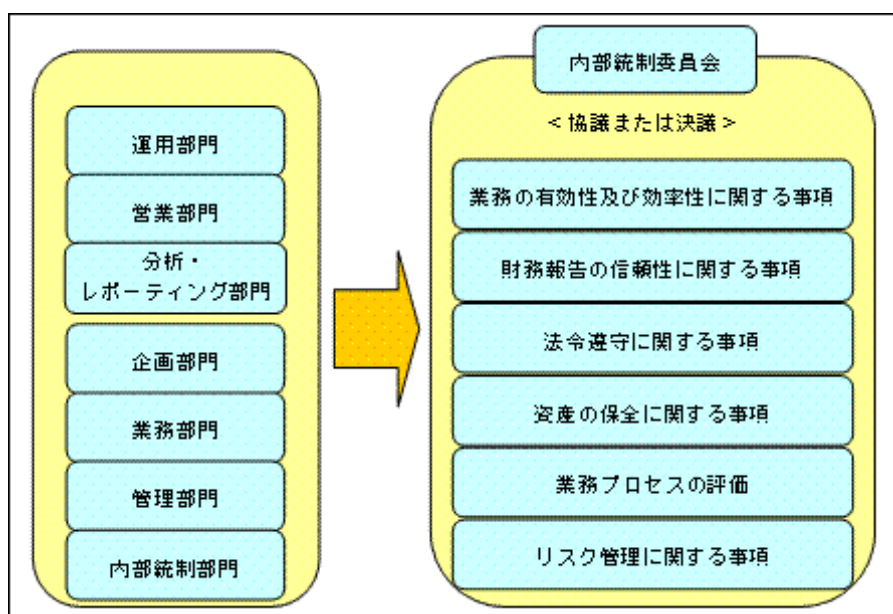 運用部門
営業部門
分析・
レポーティング部門
企画部門
業務部門
管理部門
内部統制部門
内部統制委員会
<協議または決議>
業務の有効性及び効率性に関する事項
財務報告の信頼性に関する事項
法令遵守に関する事項
資産の保全に関する事項
業務プロセスの評価
リスク管理に関する事項